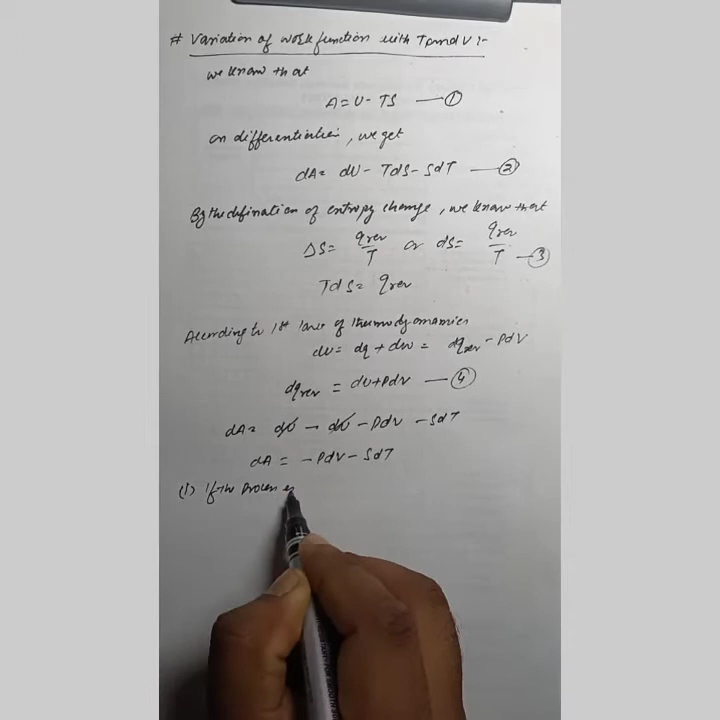 # Variation of work function with T and V :-
we know that
A = U - TS —①
on differentiation, we get
dA = dU - TdS - SdT —②
By the defination of entropy change, we know that
ΔS = qrev/T or dS = qrev/T —③
TdS = qrev
According to 1st law of thermodynamics
dU = dq + dw = dqrev - PdV
dqrev = dU + PdV —④
dA = dU - dU - PdV - SdT
dA = -PdV - SdT
(1) If the process is